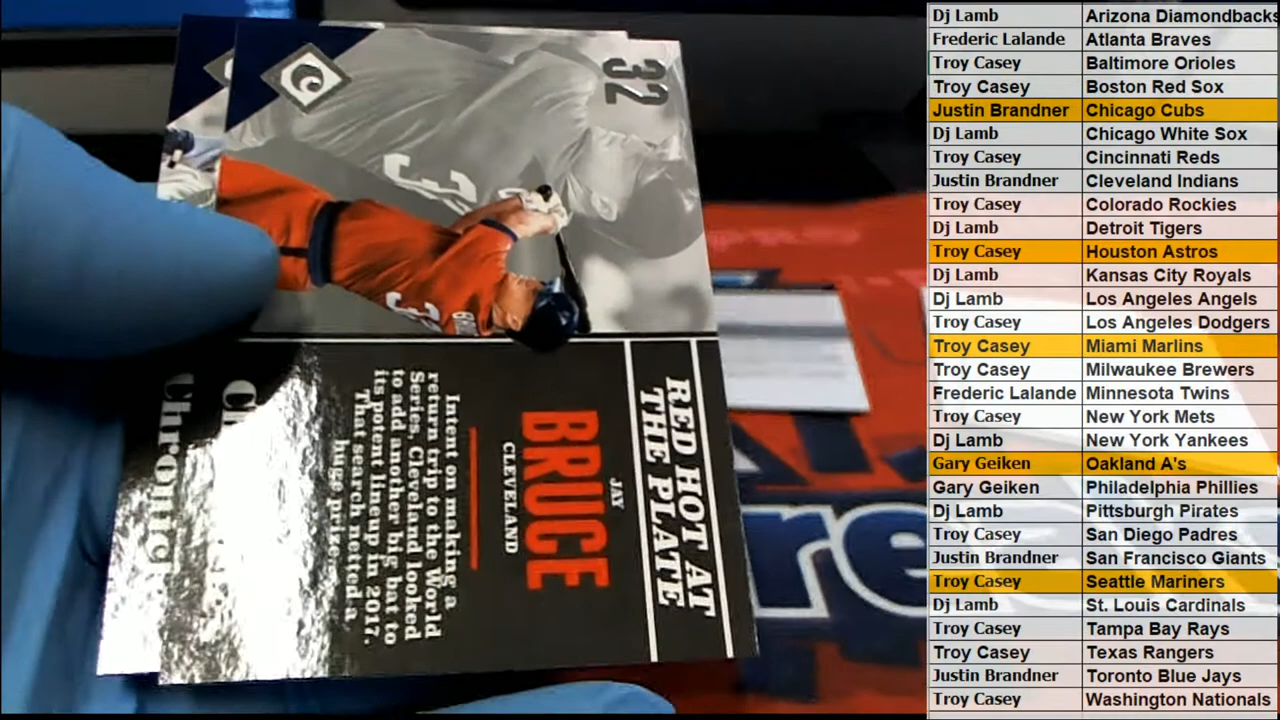 32
32
32
BRUCE
RED HOT AT
THE PLATE
JAY
BRUCE
CLEVELAND
Intent on making a
return trip to the World
Series, Cleveland looked
to add another big bat to
its potent lineup in 2017.
That search netted a
huge prize
Chronic
re
Dj Lamb Arizona Diamondbacks
Frederic Lalande Atlanta Braves
Troy Casey Baltimore Orioles
Troy Casey Boston Red Sox
Justin Brandner Chicago Cubs
Dj Lamb Chicago White Sox
Troy Casey Cincinnati Reds
Justin Brandner Cleveland Indians
Troy Casey Colorado Rockies
Dj Lamb Detroit Tigers
Troy Casey Houston Astros
Dj Lamb Kansas City Royals
Dj Lamb Los Angeles Angels
Troy Casey Los Angeles Dodgers
Troy Casey Miami Marlins
Troy Casey Milwaukee Brewers
Frederic Lalande Minnesota Twins
Troy Casey New York Mets
Dj Lamb New York Yankees
Gary Geiken Oakland A's
Gary Geiken Philadelphia Phillies
Dj Lamb Pittsburgh Pirates
Troy Casey San Diego Padres
Justin Brandner San Francisco Giants
Troy Casey Seattle Mariners
Dj Lamb St. Louis Cardinals
Troy Casey Tampa Bay Rays
Troy Casey Texas Rangers
Justin Brandner Toronto Blue Jays
Troy Casey Washington Nationals